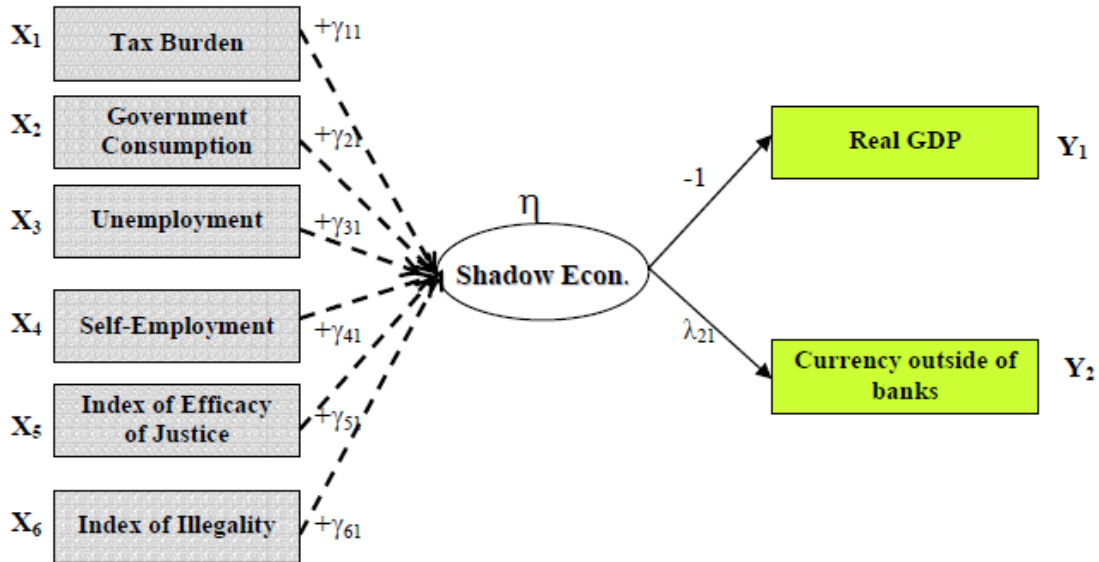 X1
Tax Burden
+γ11
X2
Government
Consumption
+γ21
X3
Unemployment
+γ31
X4
Self-Employment
+γ41
X5
Index of Efficacy
of Justice
+γ51
X6
Index of Illegality
+γ61
η
Shadow Econ.
-1
λ21
Real GDP
Y1
Currency outside of
banks
Y2